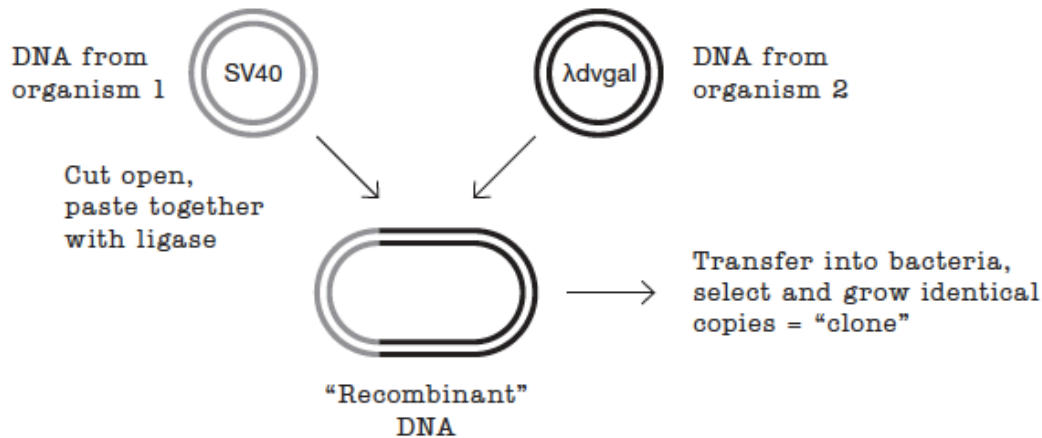 DNA from
organism 1
SV40
λdvgal
DNA from
organism 2
Cut open,
paste together
with ligase
Transfer into bacteria,
select and grow identical
copies = “clone”
“Recombinant”
DNA